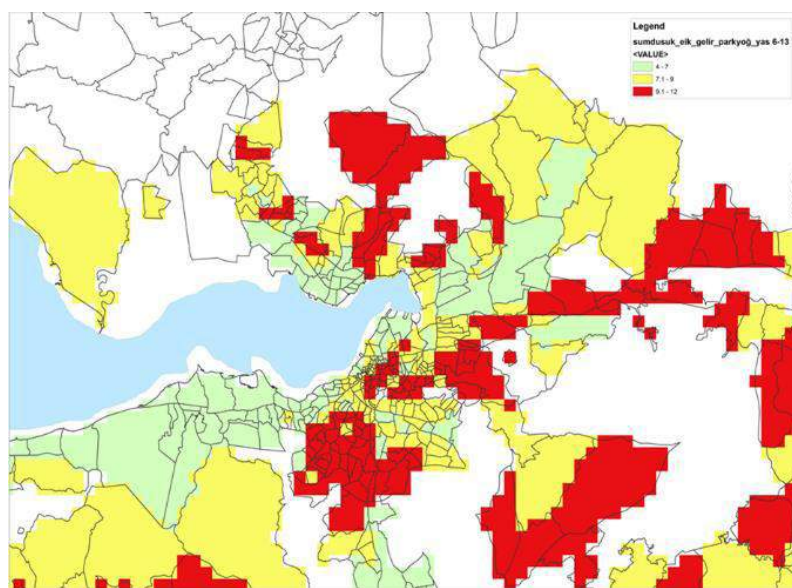 Legend
sumdusuk_eik_gelir_parkyoğ_yas 6-13
<VALUE>
4 - 7
7,1 - 9
9,1 - 12